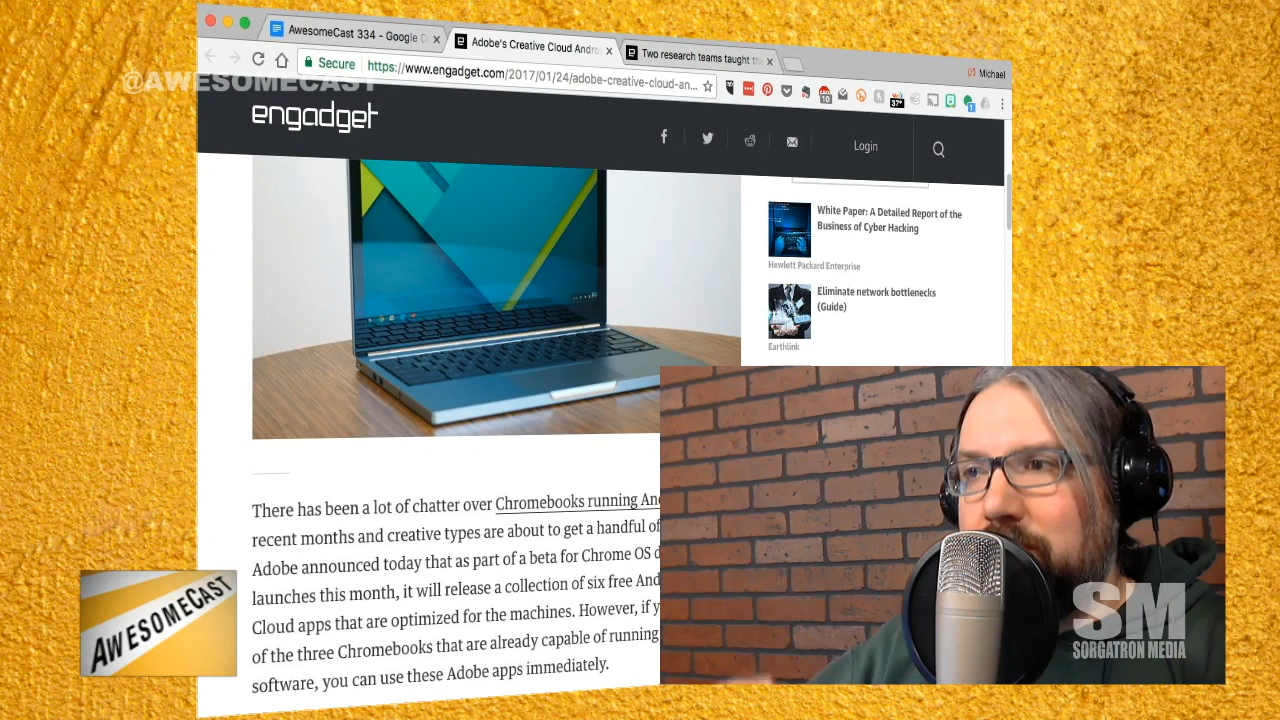 AwesomeCast 334 - Google D
Adobe's Creative Cloud Andro
Two research teams taught the
Michael
Secure
https://www.engadget.com/2017/01/24/adobe-creative-cloud-an...
10
37°
1
@AWESOMECAST
engadget
Login
White Paper: A Detailed Report of the
Business of Cyber Hacking
Hewlett Packard Enterprise
Eliminate network bottlenecks
(Guide)
Earthlink
There has been a lot of chatter over Chromebooks running An
recent months and creative types are about to get a handful of
Adobe announced today that as part of a beta for Chrome OS d
launches this month, it will release a collection of six free And
Cloud apps that are optimized for the machines. However, if y
of the three Chromebooks that are already capable of running
software, you can use these Adobe apps immediately.
AWESOMECAST
SM
SORGATRON MEDIA